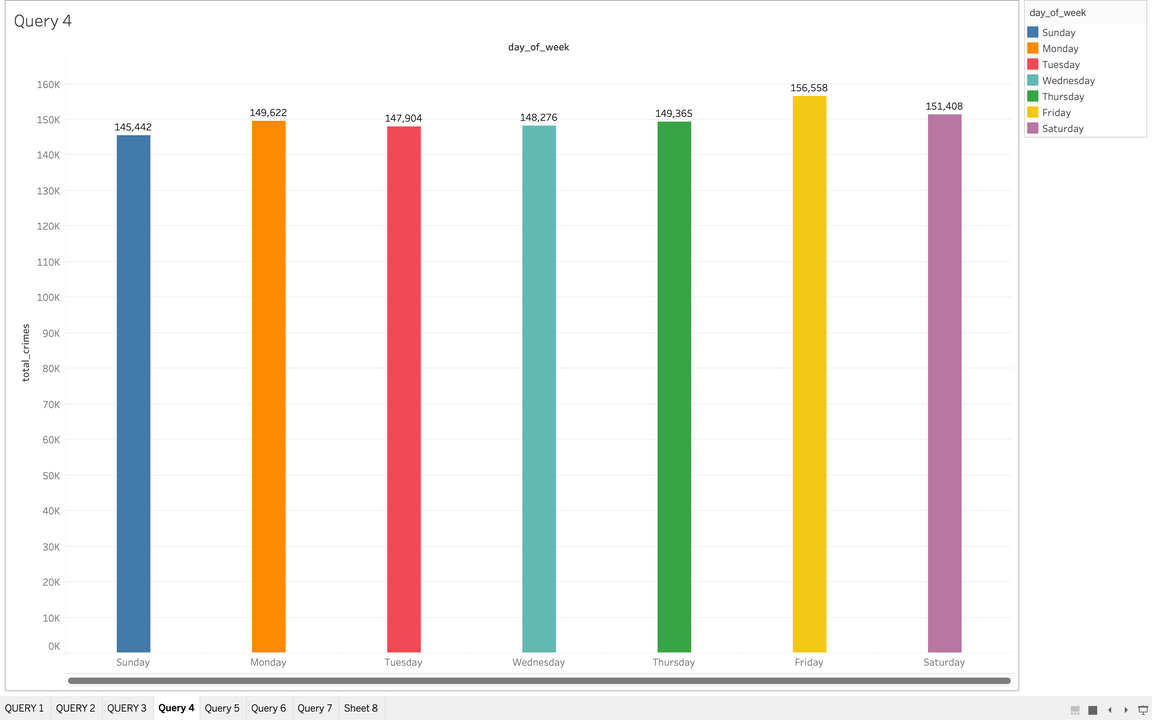 Query 4
day_of_week
160K
150K
140K
130K
120K
110K
100K
90K
80K
70K
60K
50K
40K
30K
20K
10K
0K
total_crimes
145,442
149,622
147,904
148,276
149,365
156,558
151,408
Sunday Monday Tuesday Wednesday Thursday Friday Saturday
day_of_week
Sunday
Monday
Tuesday
Wednesday
Thursday
Friday
Saturday
QUERY 1 QUERY 2 QUERY 3 Query 4 Query 5 Query 6 Query 7 Sheet 8